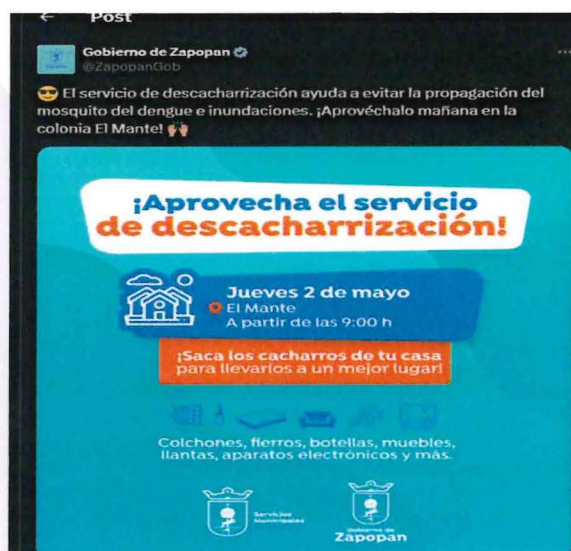 ← Post
Gobierno de Zapopan
@ZapopanGob
😎 El servicio de descacharrización ayuda a evitar la propagación del
mosquito del dengue e inundaciones. ¡Aprovéchalo mañana en la
colonia El Mante! 🙌🏼
¡Aprovecha el servicio
de descacharrización!
Jueves 2 de mayo
El Mante
A partir de las 9:00 h
¡Saca los cacharros de tu casa
para llevarlos a un mejor lugar!
Colchones, fierros, botellas, muebles,
llantas, aparatos electrónicos y más.
Servicios
Municipales
Gobierno de
Zapopan